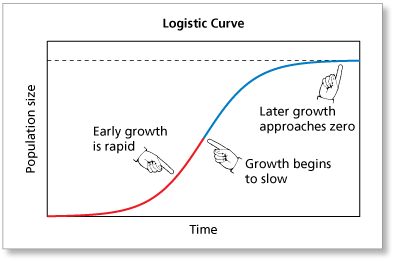 Logistic Curve
Population size
Early growth
is rapid
Later growth
approaches zero
Growth begins
to slow
Time